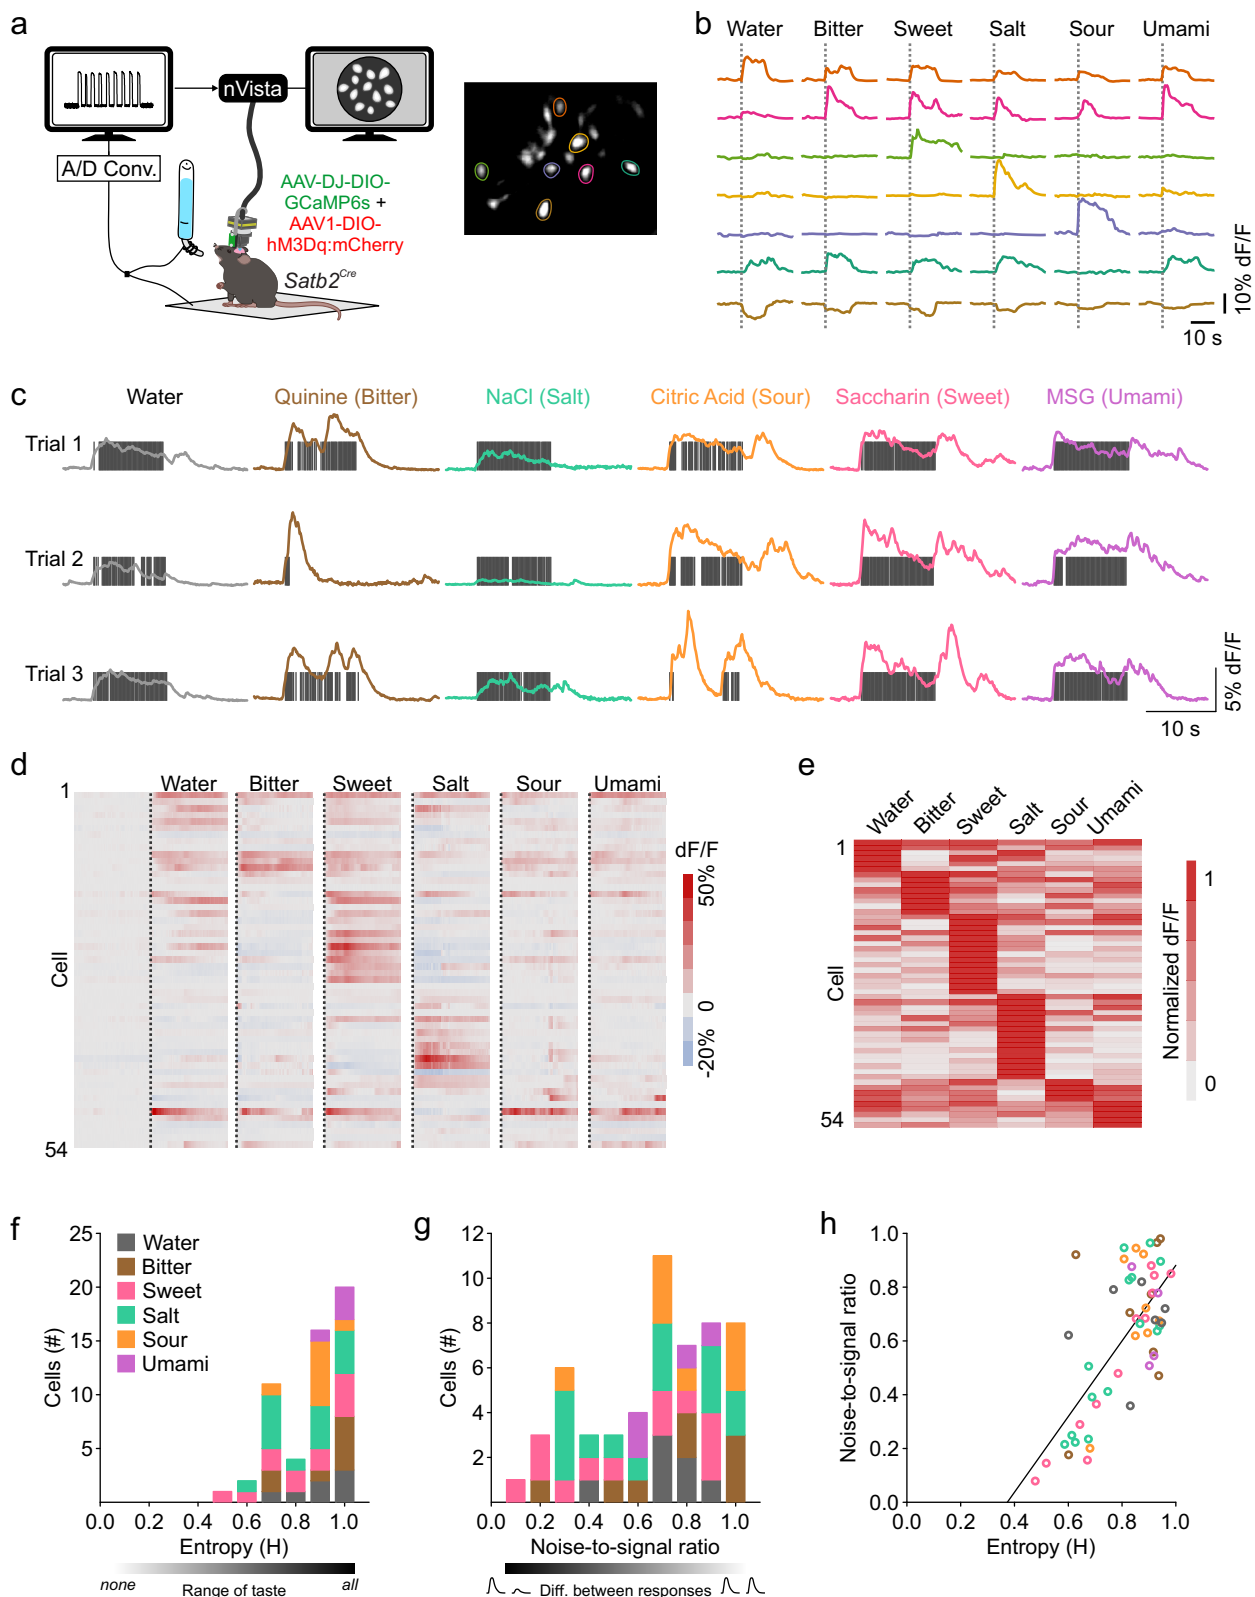 a
nVista
A/D Conv.
AAV-DJ-DIO-
GCaMP6s +
AAV1-DIO-
hM3Dq:mCherry
Satb2Cre
b
Water Bitter Sweet Salt Sour Umami
10% dF/F
10 s
c
Water Quinine (Bitter) NaCl (Salt) Citric Acid (Sour) Saccharin (Sweet) MSG (Umami)
Trial 1
Trial 2
Trial 3
5% dF/F
10 s
d
Water Bitter Sweet Salt Sour Umami
1
Cell
54
dF/F
50%
0
-20%
e
Water Bitter Sweet Salt Sour Umami
1
Cell
54
Normalized dF/F
1
0
f
25
20
15
10
5
Cells (#)
Water
Bitter
Sweet
Salt
Sour
Umami
0.0 0.2 0.4 0.6 0.8 1.0
Entropy (H)
none Range of taste all
g
12
10
8
6
4
2
Cells (#)
0.0 0.2 0.4 0.6 0.8 1.0
Noise-to-signal ratio
Diff. between responses
h
1.0
0.8
0.6
0.4
0.2
0.0
Noise-to-signal ratio
0.0 0.2 0.4 0.6 0.8 1.0
Entropy (H)